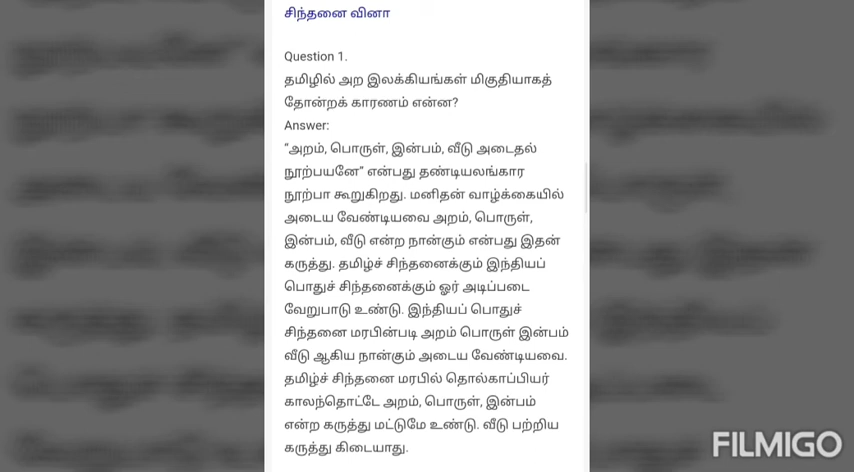 சிந்தனை வினா
Question 1.
தமிழில் அற இலக்கியங்கள் மிகுதியாகத்
தோன்றக் காரணம் என்ன?
Answer:
“அறம், பொருள், இன்பம், வீடு அடைதல்
நூற்பயனே” என்பது தண்டியலங்கார
நூற்பா கூறுகிறது. மனிதன் வாழ்க்கையில்
அடைய வேண்டியவை அறம், பொருள்,
இன்பம், வீடு என்ற நான்கும் என்பது இதன்
கருத்து. தமிழ்ச் சிந்தனைக்கும் இந்தியப்
பொதுச் சிந்தனைக்கும் ஓர் அடிப்படை
வேறுபாடு உண்டு. இந்தியப் பொதுச்
சிந்தனை மரபின்படி அறம் பொருள் இன்பம்
வீடு ஆகிய நான்கும் அடைய வேண்டியவை.
தமிழ்ச் சிந்தனை மரபில் தொல்காப்பியர்
காலந்தொட்டே அறம், பொருள், இன்பம்
என்ற கருத்து மட்டுமே உண்டு. வீடு பற்றிய
கருத்து கிடையாது.
FILMIGO